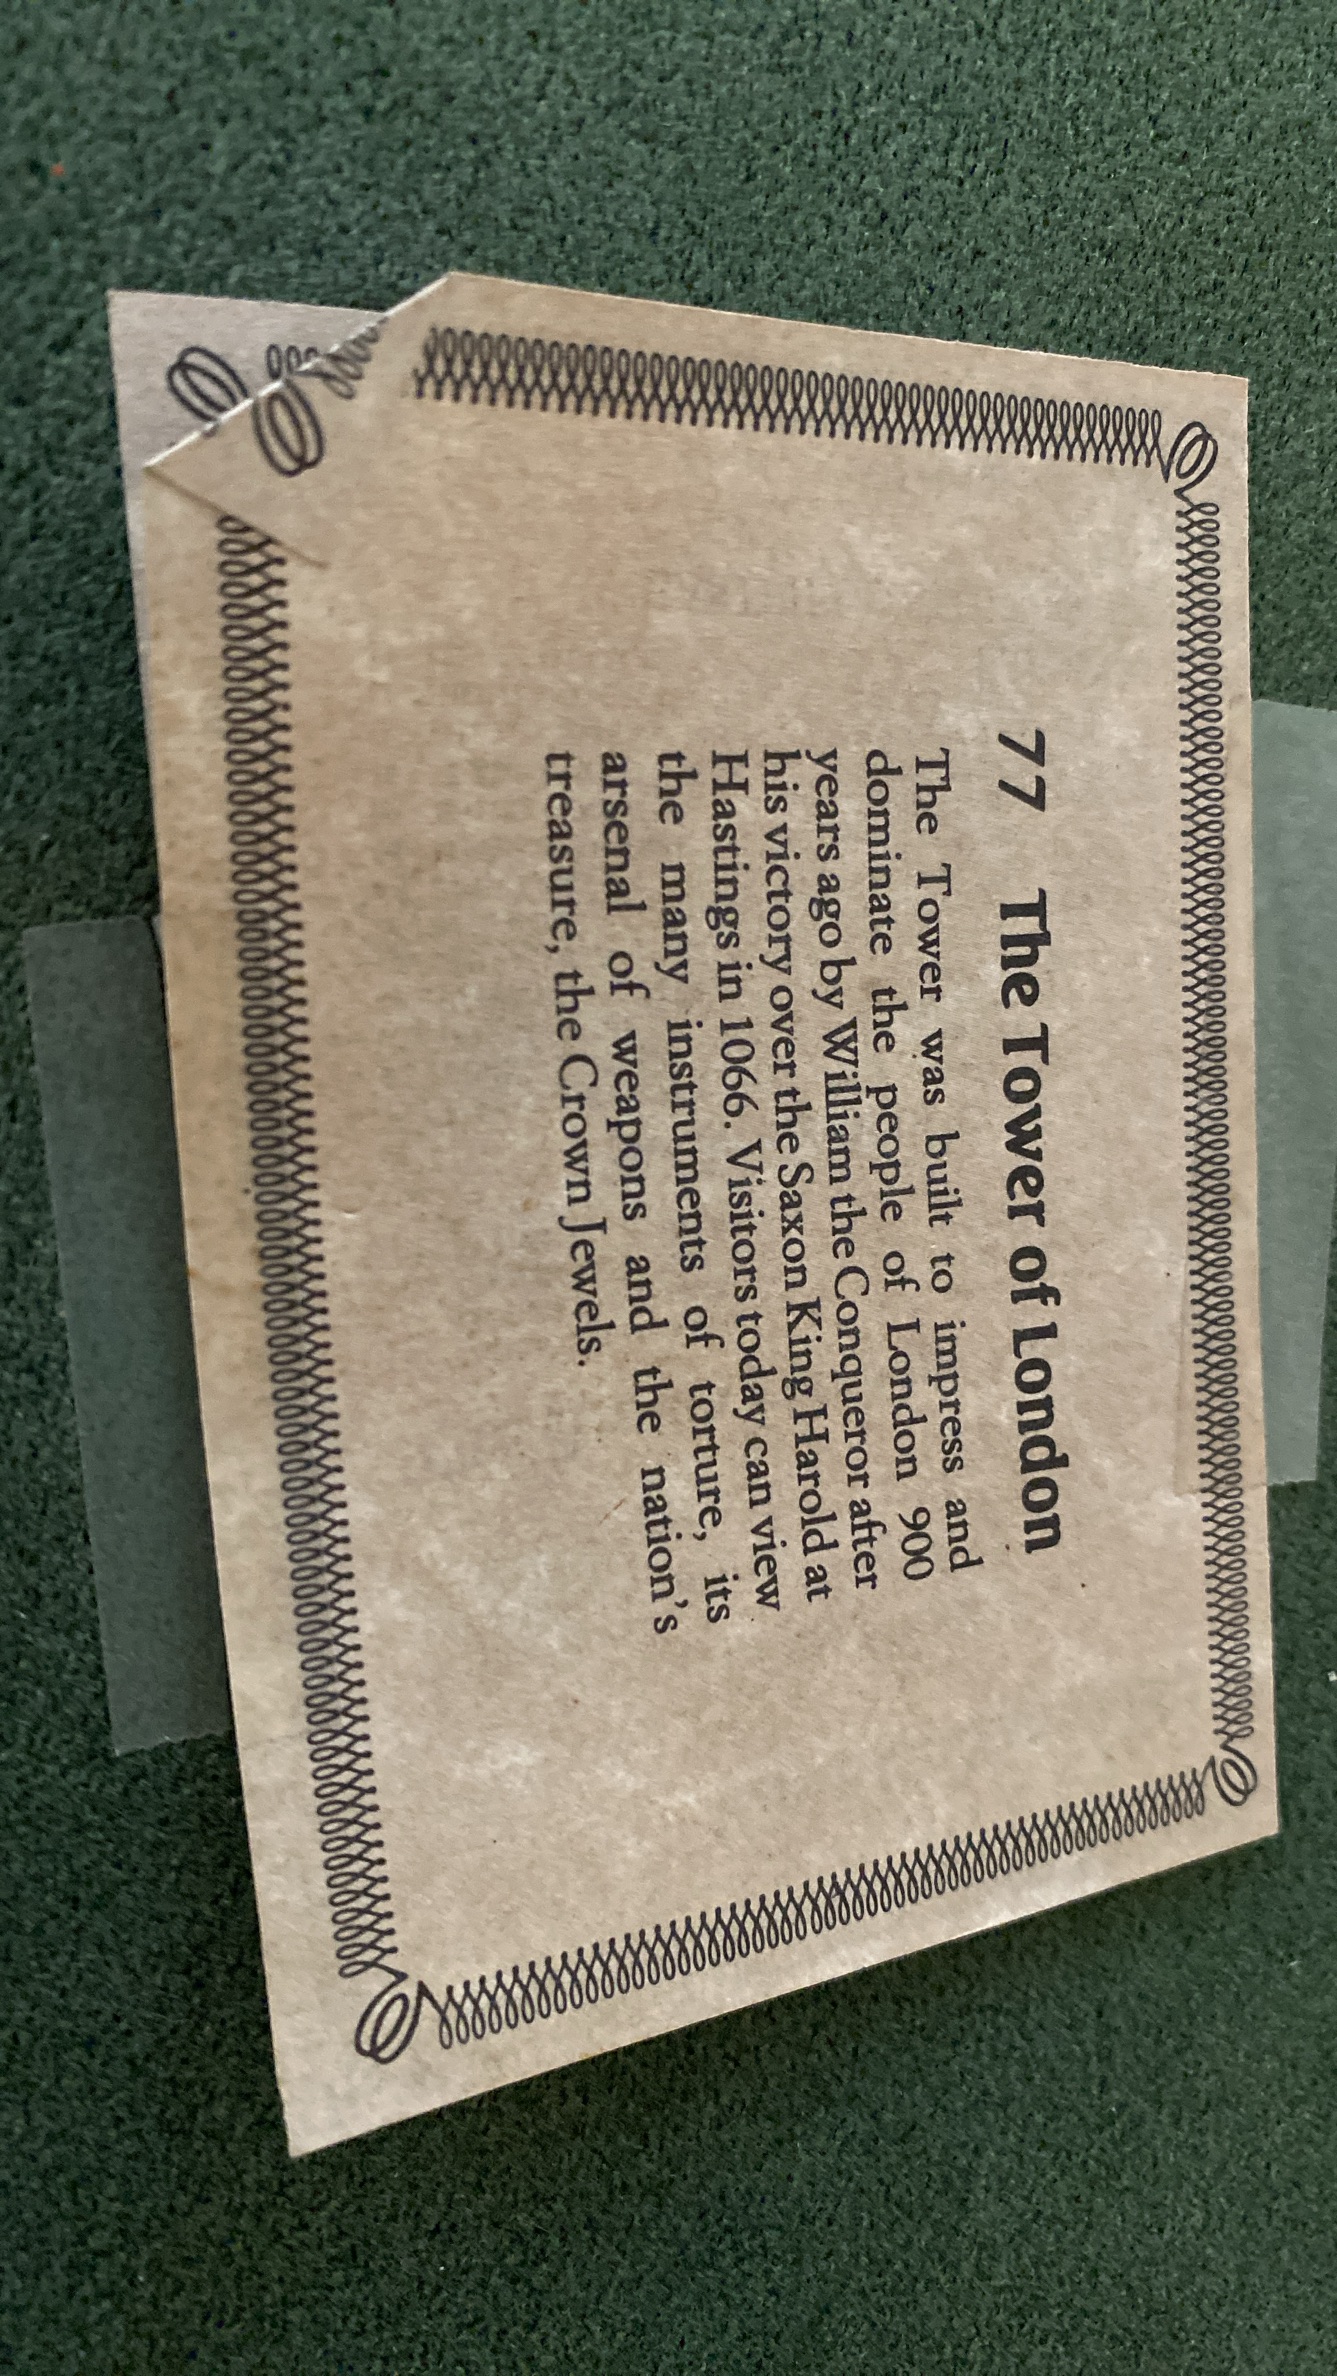 77 The Tower of London
The Tower was built to impress and
dominate the people of London 900
years ago by William the Conqueror after
his victory over the Saxon King Harold at
Hastings in 1066. Visitors today can view
the many instruments of torture, its
arsenal of weapons and the nation's
treasure, the Crown Jewels.